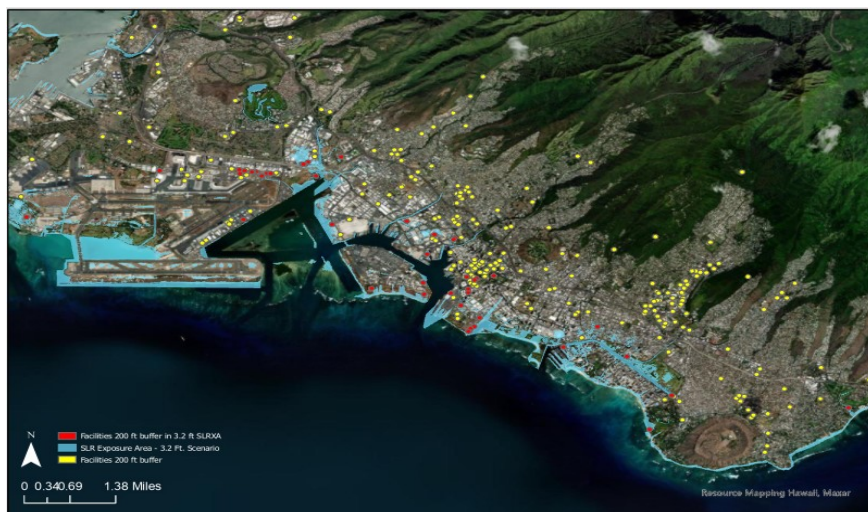 N
Facilities 200 ft buffer in 3.2 ft SLRXA
SLR Exposure Area - 3.2 Ft. Scenario
Facilities 200 ft buffer
0 0.340.69 1.38 Miles
Resource Mapping Hawaii, Maxar